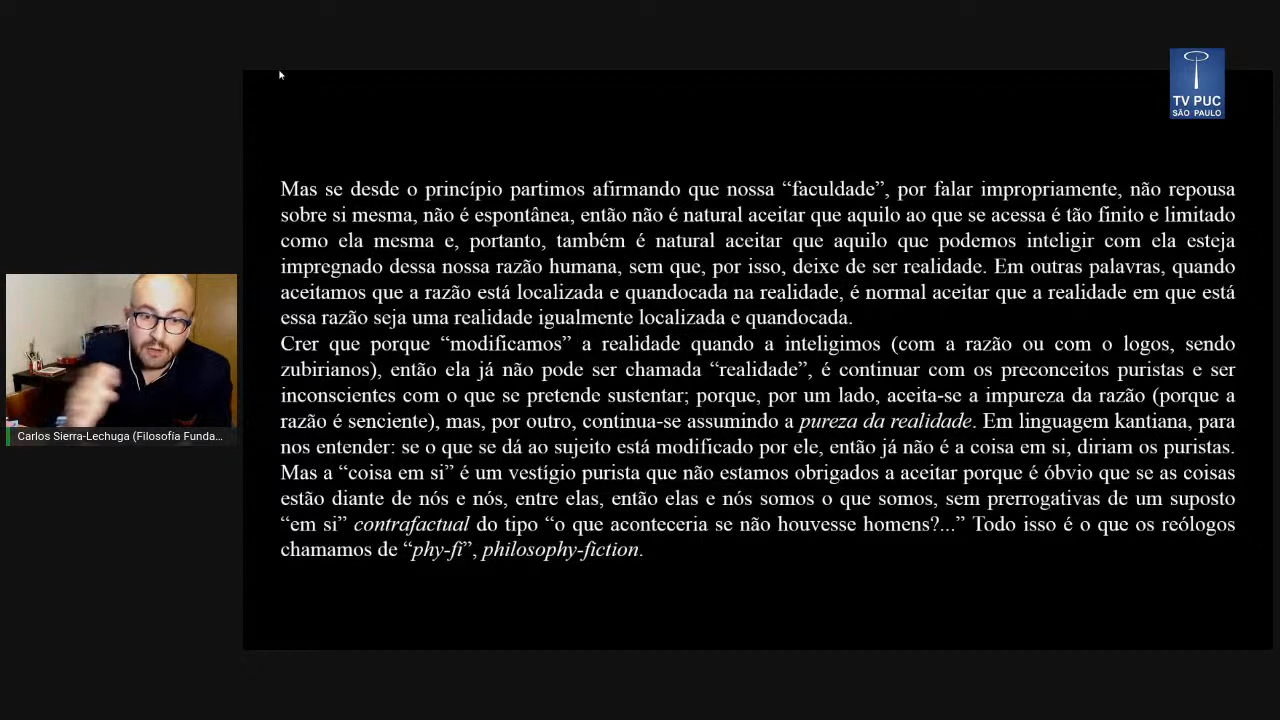 TV PUC
SÃO PAULO
Mas se desde o princípio partimos afirmando que nossa “faculdade”, por falar impropriamente, não repousa
sobre si mesma, não é espontânea, então não é natural aceitar que aquilo ao que se acessa é tão finito e limitado
como ela mesma e, portanto, também é natural aceitar que aquilo que podemos inteligir com ela esteja
impregnado dessa nossa razão humana, sem que, por isso, deixe de ser realidade. Em outras palavras, quando
aceitamos que a razão está localizada e quandocada na realidade, é normal aceitar que a realidade em que está
essa razão seja uma realidade igualmente localizada e quandocada.
Crer que porque “modificamos” a realidade quando a inteligimos (com a razão ou com o logos, sendo
zubirianos), então ela já não pode ser chamada “realidade”, é continuar com os preconceitos puristas e ser
inconscientes com o que se pretende sustentar; porque, por um lado, aceita-se a impureza da razão (porque a
razão é senciente), mas, por outro, continua-se assumindo a pureza da realidade. Em linguagem kantiana, para
nos entender: se o que se dá ao sujeito está modificado por ele, então já não é a coisa em si, diriam os puristas.
Mas a “coisa em si” é um vestígio purista que não estamos obrigados a aceitar porque é óbvio que se as coisas
estão diante de nós e nós, entre elas, então elas e nós somos o que somos, sem prerrogativas de um suposto
“em si” contrafactual do tipo “o que aconteceria se não houvesse homens?...” Todo isso é o que os reólogos
chamamos de “phy-fi”, philosophy-fiction.
Carlos Sierra-Lechuga (Filosofía Funda...